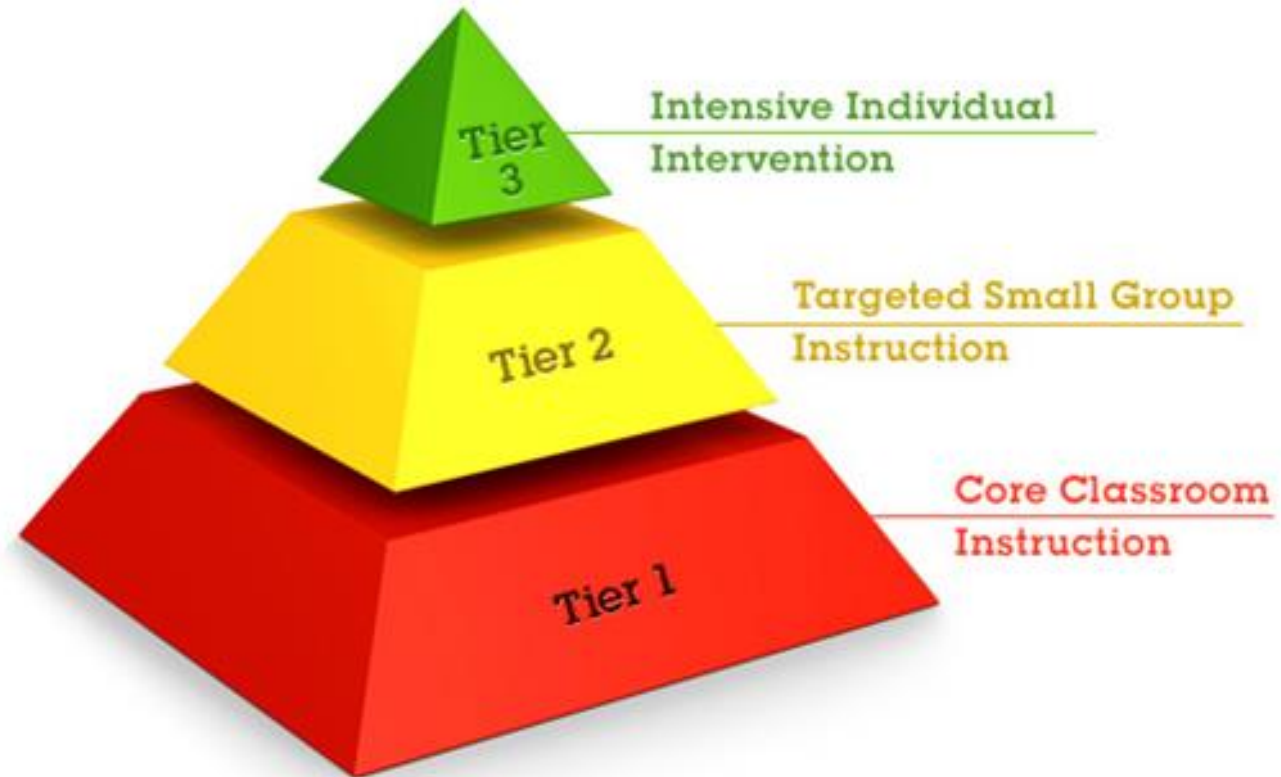 Tier
3
Intensive Individual
Intervention
Tier 2
Targeted Small Group
Instruction
Tier 1
Core Classroom
Instruction